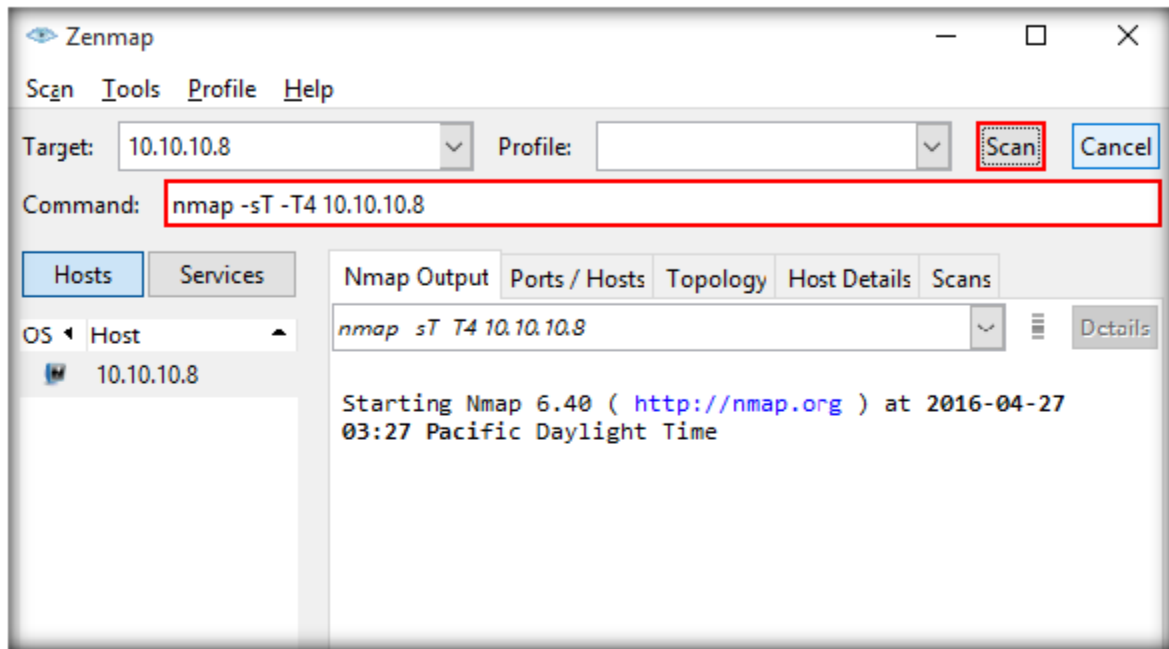 Zenmap
Scan Tools Profile Help
Target: 10.10.10.8 Profile: Scan Cancel
Command: nmap -sT -T4 10.10.10.8
Hosts Services Nmap Output Ports / Hosts Topology Host Details Scans
nmap sT T4 10.10.10.8 Details
OS Host
10.10.10.8
Starting Nmap 6.40 ( http://nmap.org ) at 2016-04-27
03:27 Pacific Daylight Time